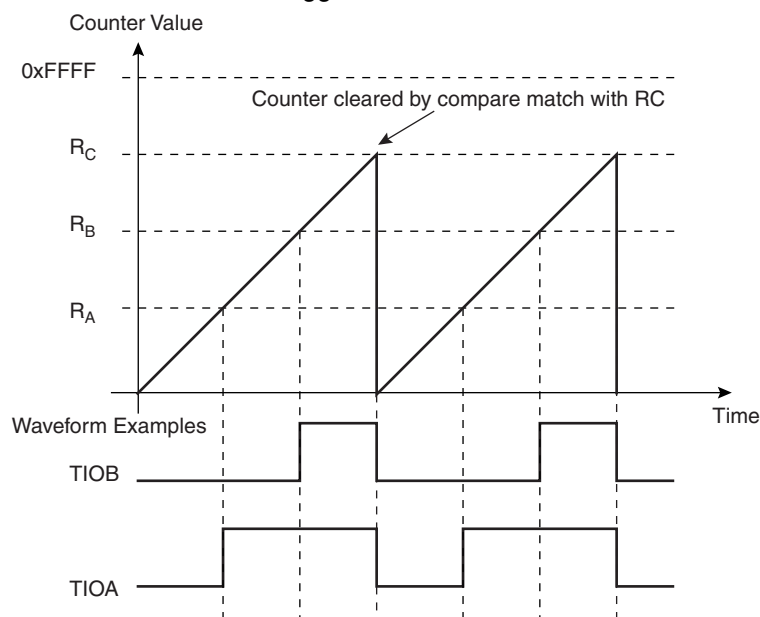 Counter Value
0xFFFF
Counter cleared by compare match with RC
RC
RB
RA
Time
Waveform Examples
TIOB
TIOA